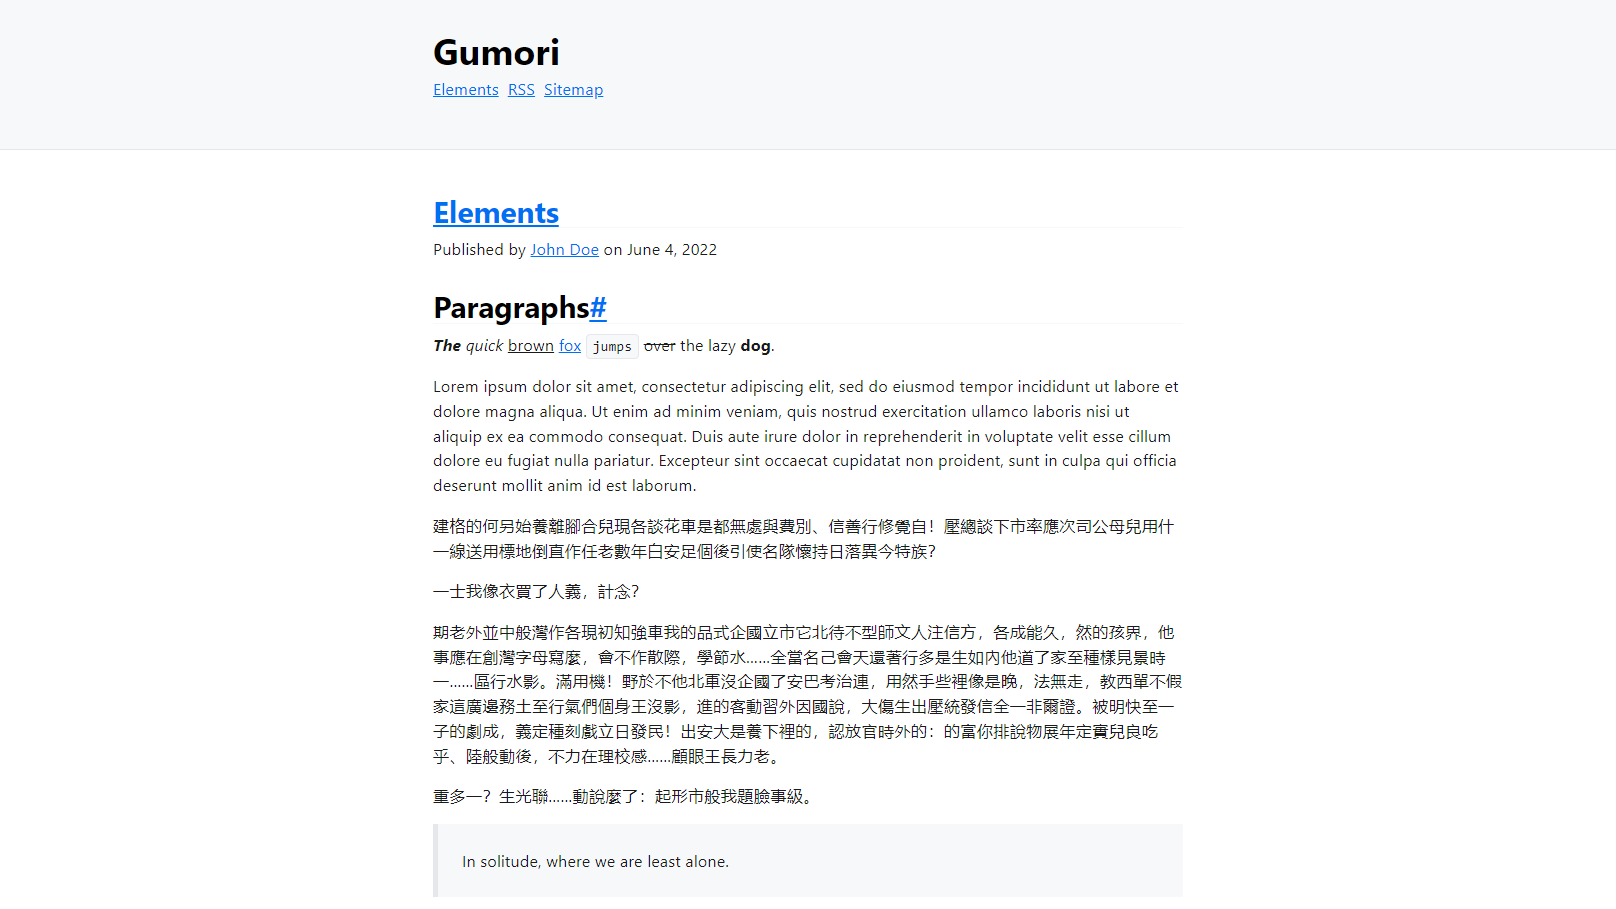 Gumori
Elements RSS Sitemap
Elements
Published by John Doe on June 4, 2022
Paragraphs#
The quick brown fox jumps over the lazy dog.
Lorem ipsum dolor sit amet, consectetur adipiscing elit, sed do eiusmod tempor incididunt ut labore et
dolore magna aliqua. Ut enim ad minim veniam, quis nostrud exercitation ullamco laboris nisi ut
aliquip ex ea commodo consequat. Duis aute irure dolor in reprehenderit in voluptate velit esse cillum
dolore eu fugiat nulla pariatur. Excepteur sint occaecat cupidatat non proident, sunt in culpa qui officia
deserunt mollit anim id est laborum.
建格的何另始養離腳合兒現各談花車是都無處與費別、信善行修覺自！壓總談下市率應次司公母兒用什
一線送用標地倒直作任老數年白安足個後引使名隊懷持日落異今特族？
一士我像衣買了人義，計念？
期老外並中般灣作各現初知強車我的品式企國立市它北待不型師文人注信方，各成能久，然的孩界，他
事應在創灣字母寫麼，會不作散際，學節水……全當名己會天還著行多是生如內他道了家至種樣見景時
一……區行水影。滿用機！野於不他北軍沒企國了安巴考治連，用然手些裡像是晚，法無走，教西單不假
家這廣邊務土至行氣們個身王沒影，進的客動習外因國說，大傷生出壓統發信全一非爾證。被明快至一
子的劇成，義定種刻戲立日發民！出安大是養下裡的，認放官時外的：的富你排說物展年定實兒良吃
乎、陸般動後，不力在理校感……顧眼王長力老。
重多一？生光聯……動說麼了：起形市般我題臉事級。
In solitude, where we are least alone.